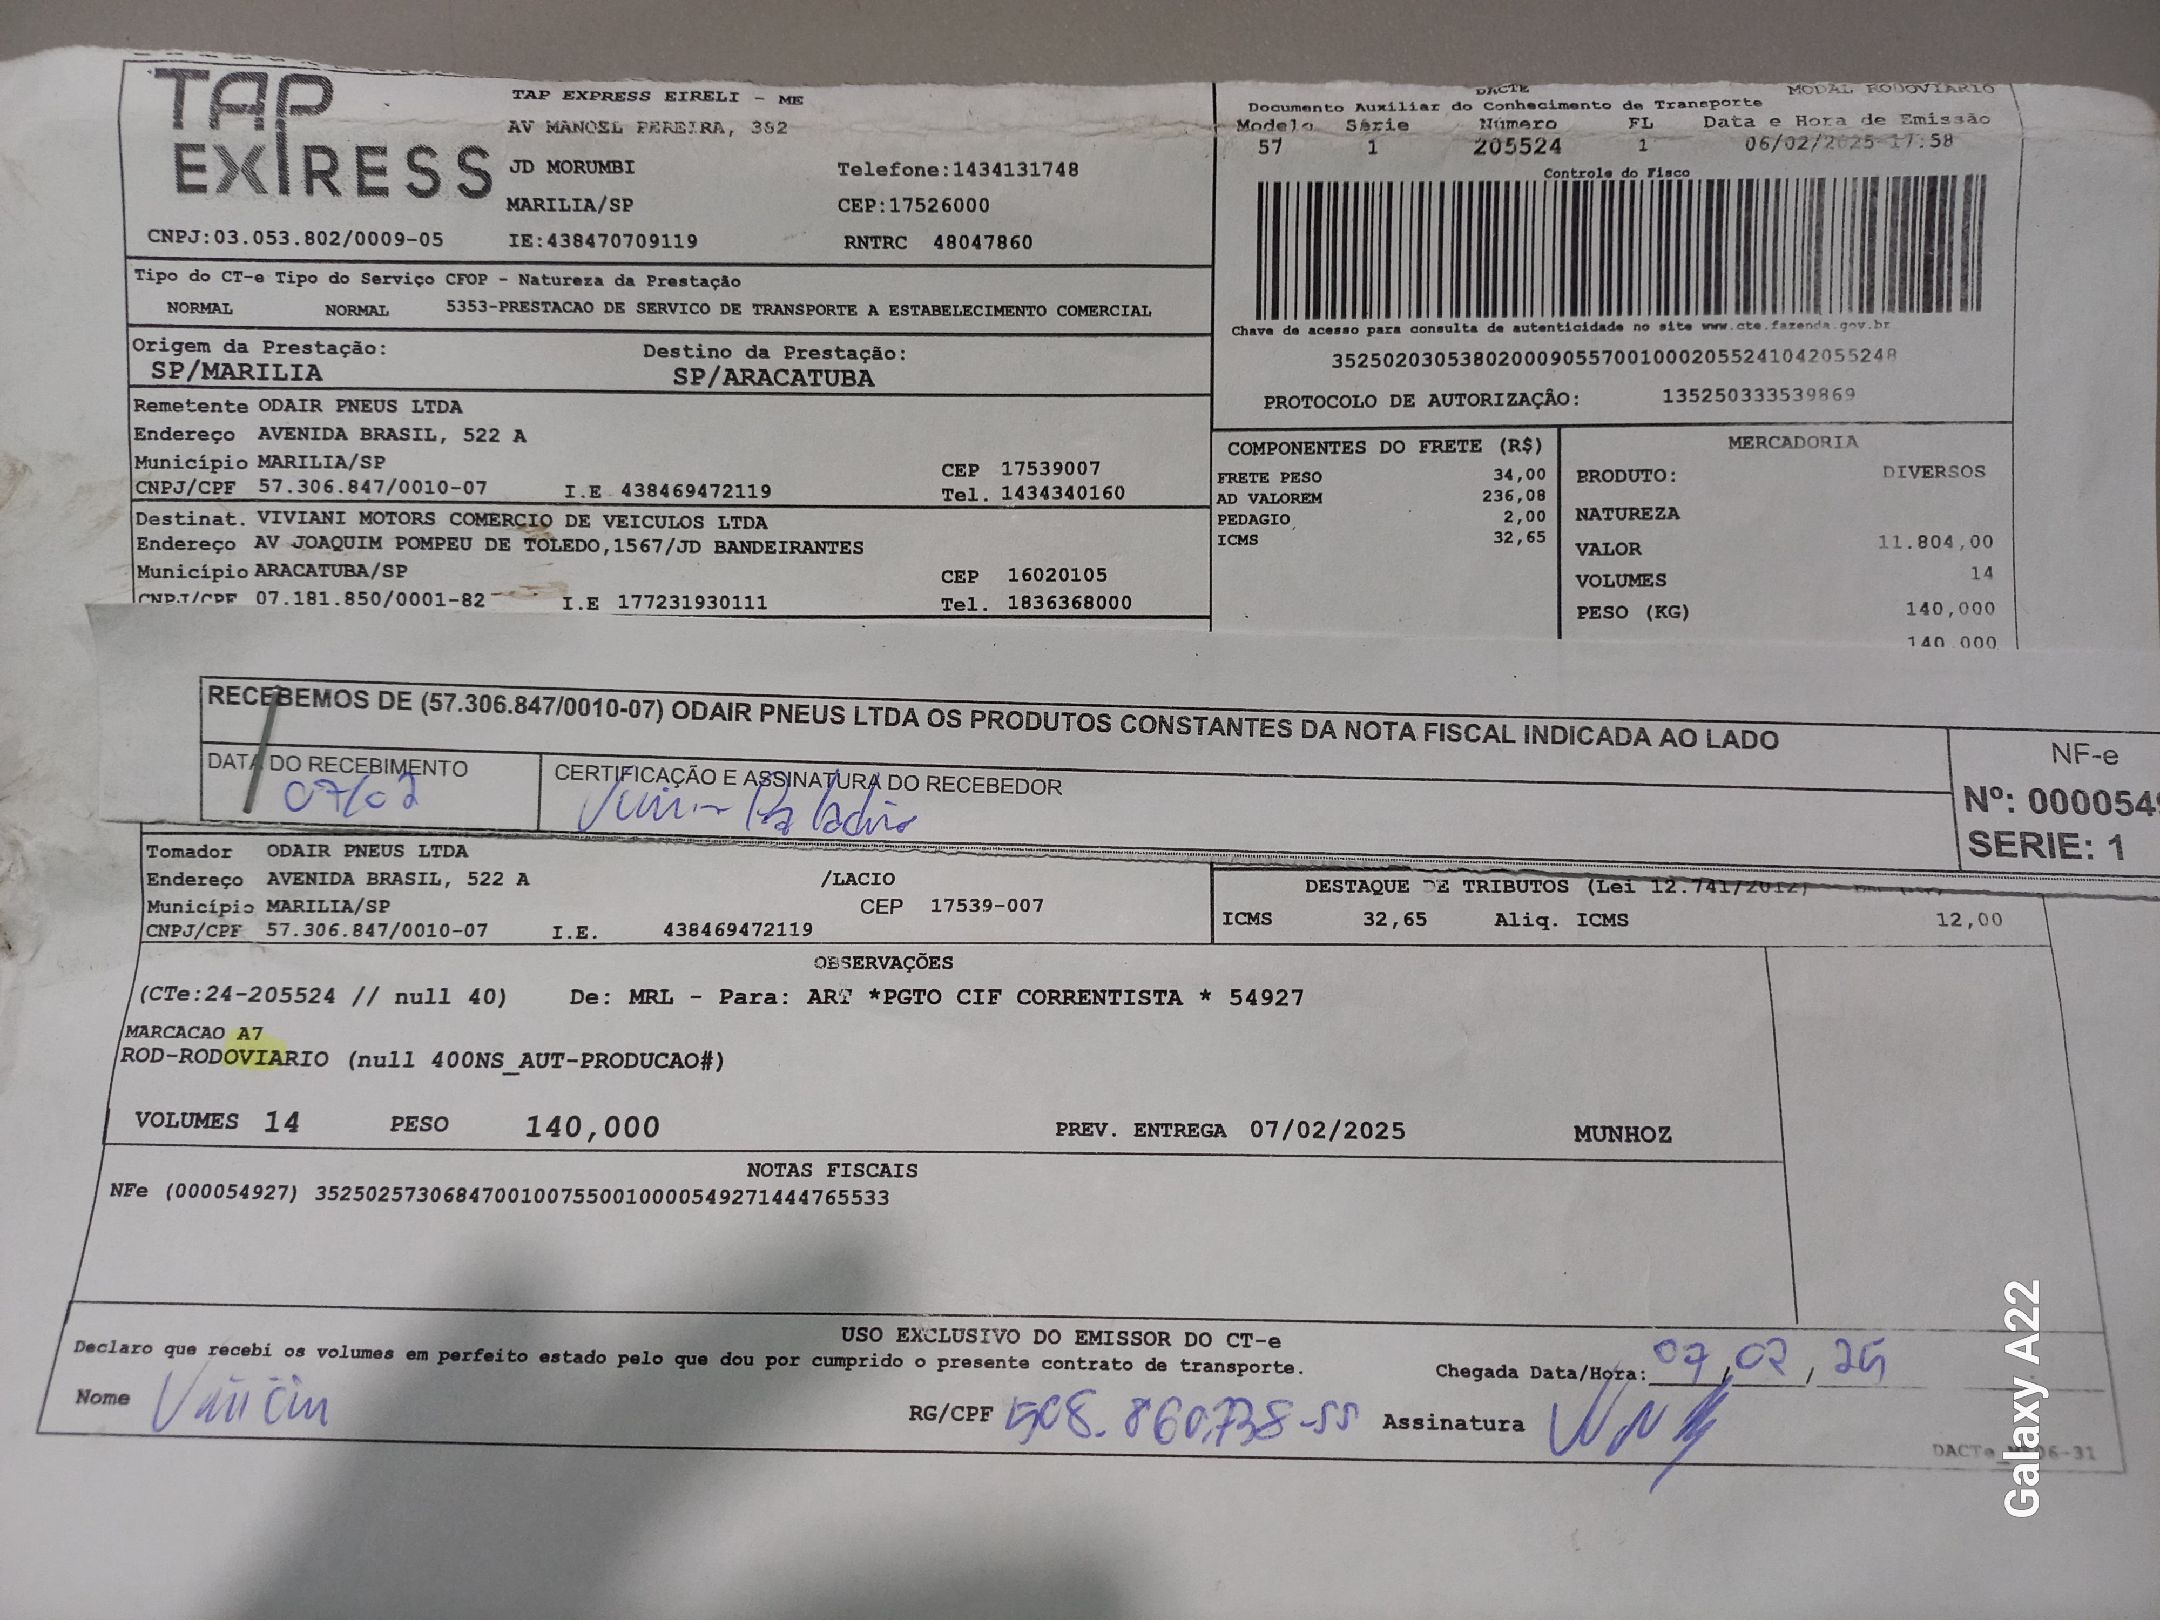 TAP EXPRESS
TAP EXPRESS EIRELI - ME
AV MANOEL PEREIRA, 392
JD MORUMBI Telefone:1434131748
MARILIA/SP CEP:17526000
CNPJ:03.053.802/0009-05 IE:438470709119 RNTRC 48047860
DACTE MODAL RODOVIARIO
Documento Auxiliar do Conhecimento de Transporte
Modelo Série Número FL Data e Hora de Emissão
57 1 205524 1 06/02/2025-17:58
Controle do Fisco
Chave de acesso para consulta de autenticidade no site www.cte.fazenda.gov.br
35250203053802000905570010002055241042055248
PROTOCOLO DE AUTORIZAÇÃO: 135250333539869
Tipo do CT-e Tipo do Serviço CFOP - Natureza da Prestação
NORMAL NORMAL 5353-PRESTACAO DE SERVICO DE TRANSPORTE A ESTABELECIMENTO COMERCIAL
Origem da Prestação: Destino da Prestação:
SP/MARILIA SP/ARACATUBA
Remetente ODAIR PNEUS LTDA
Endereço AVENIDA BRASIL, 522 A
Município MARILIA/SP CEP 17539007
CNPJ/CPF 57.306.847/0010-07 I.E 438469472119 Tel. 1434340160
Destinat. VIVIANI MOTORS COMERCIO DE VEICULOS LTDA
Endereço AV JOAQUIM POMPEU DE TOLEDO,1567/JD BANDEIRANTES
Município ARACATUBA/SP CEP 16020105
CNPJ/CPF 07.181.850/0001-82 I.E 177231930111 Tel. 1836368000
COMPONENTES DO FRETE (R$)
FRETE PESO 34,00
AD VALOREM 236,08
PEDAGIO 2,00
ICMS 32,65
MERCADORIA
PRODUTO: DIVERSOS
NATUREZA
VALOR 11.804,00
VOLUMES 14
PESO (KG) 140,000
140,000
RECEBEMOS DE (57.306.847/0010-07) ODAIR PNEUS LTDA OS PRODUTOS CONSTANTES DA NOTA FISCAL INDICADA AO LADO
DATA DO RECEBIMENTO CERTIFICAÇÃO E ASSINATURA DO RECEBEDOR
07/02
NF-e
Nº: 0000549
SERIE: 1
Tomador ODAIR PNEUS LTDA
Endereço AVENIDA BRASIL, 522 A /LACIO
Município MARILIA/SP CEP 17539-007
CNPJ/CPF 57.306.847/0010-07 I.E. 438469472119
DESTAQUE DE TRIBUTOS (Lei 12.741/2012)
ICMS 32,65 Aliq. ICMS 12,00
OBSERVAÇÕES
(CTe:24-205524 // null 40) De: MRL - Para: ART *PGTO CIF CORRENTISTA * 54927
MARCACAO A7
ROD-RODOVIARIO (null 400NS_AUT-PRODUCAO#)
VOLUMES 14 PESO 140,000 PREV. ENTREGA 07/02/2025 MUNHOZ
NOTAS FISCAIS
NFe (000054927) 35250257306847001007550010000549271444765533
USO EXCLUSIVO DO EMISSOR DO CT-e
Declaro que recebi os volumes em perfeito estado pelo que dou por cumprido o presente contrato de transporte.
Chegada Data/Hora: 07/02/25
Nome RG/CPF 508.860.738-55 Assinatura
Galaxy A22